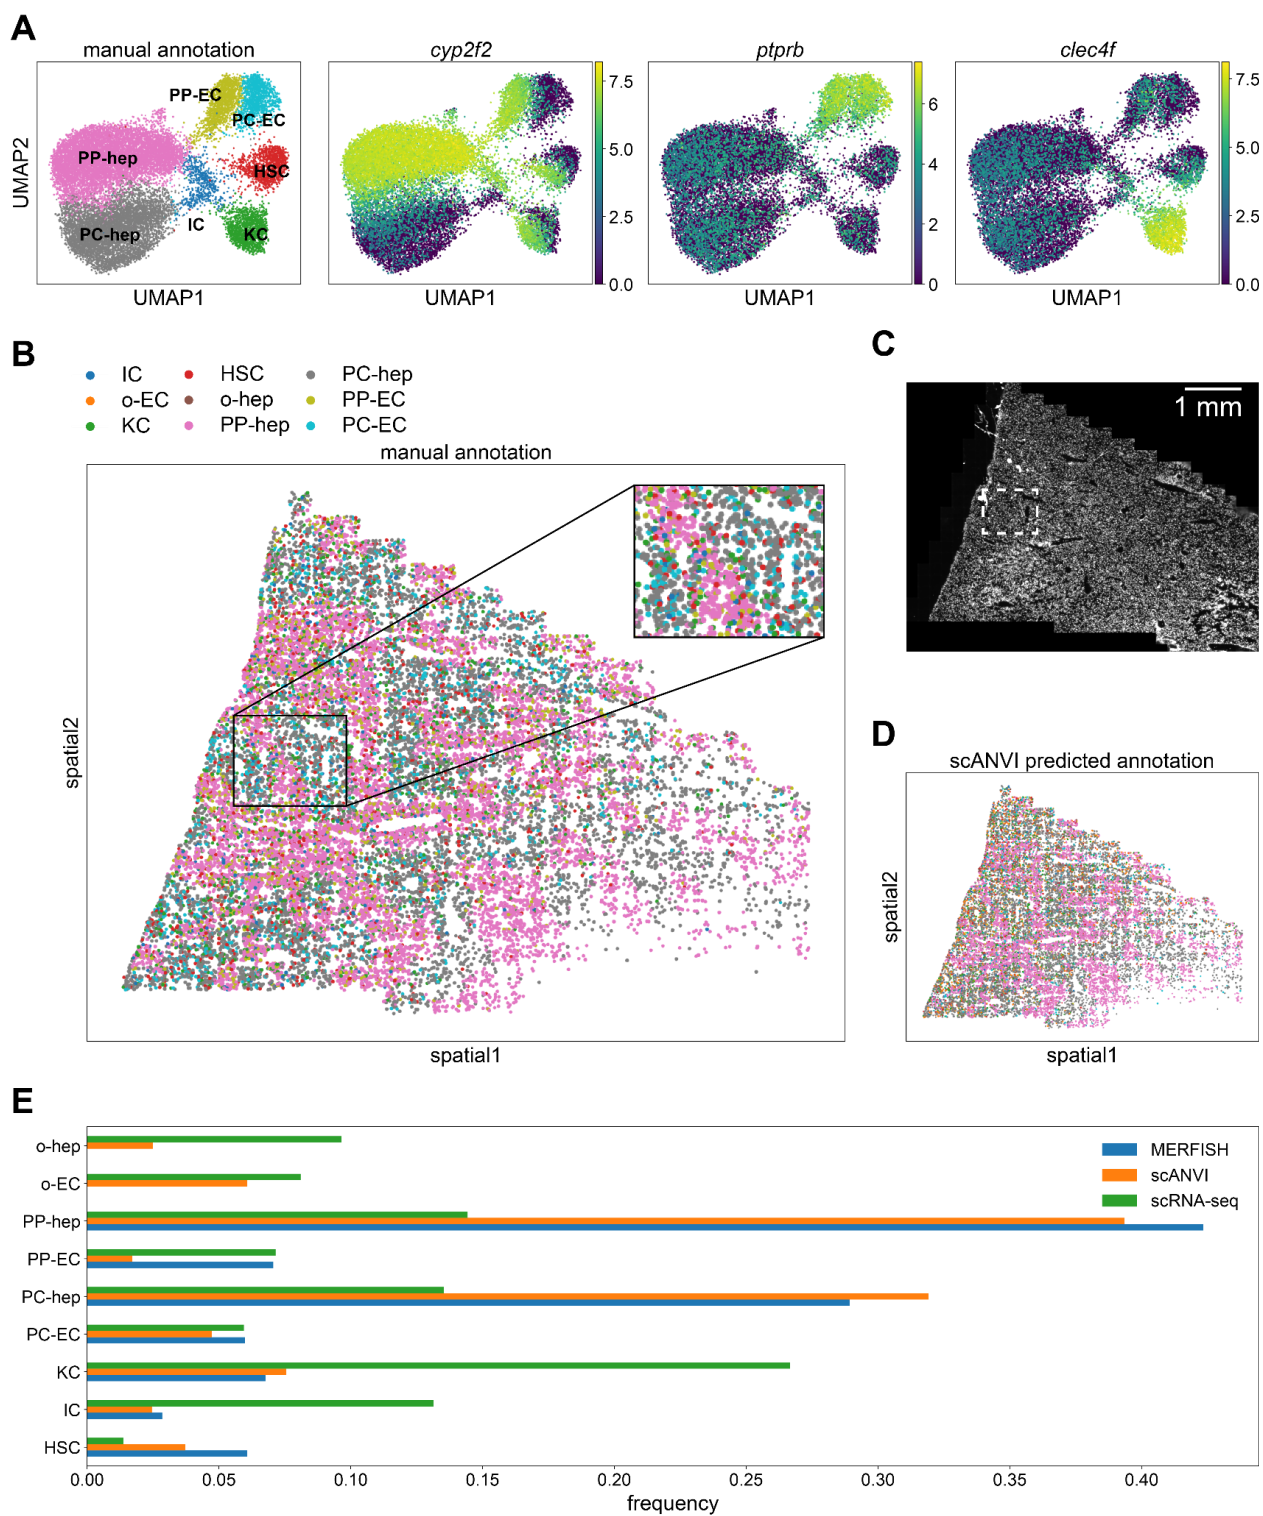 A
manual annotation
cyp2f2
ptprb
clec4f
PP-EC
PC-EC
PP-hep
HSC
IC
PC-hep
KC
UMAP2
7.5
5.0
2.5
0.0
6
4
2
0
7.5
5.0
2.5
0.0
UMAP1
UMAP1
UMAP1
UMAP1
B
IC
HSC
PC-hep
o-EC
o-hep
PP-EC
KC
PP-hep
PC-EC
manual annotation
spatial2
spatial1
C
1 mm
D
scANVI predicted annotation
spatial2
spatial1
E
o-hep
o-EC
PP-hep
PP-EC
PC-hep
PC-EC
KC
IC
HSC
MERFISH
scANVI
scRNA-seq
0.00
0.05
0.10
0.15
0.20
0.25
0.30
0.35
0.40
frequency